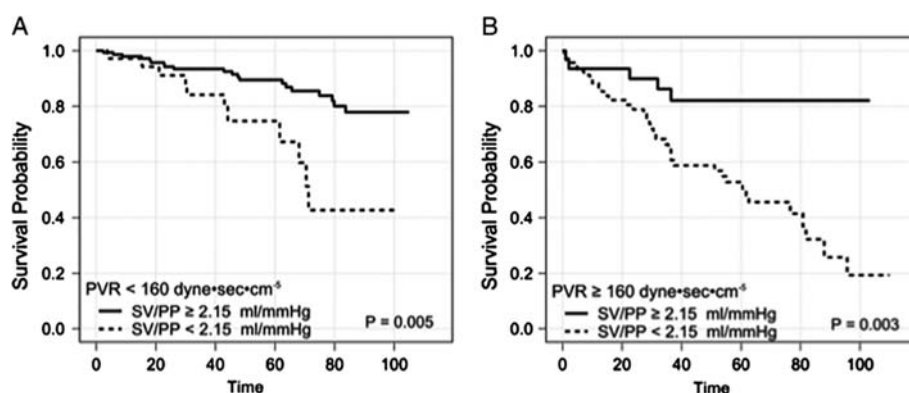 A
Survival Probability
1.0
0.8
0.6
0.4
0.2
0.0
PVR < 160 dyne•sec•cm⁻⁵
SV/PP ≥ 2.15 ml/mmHg
SV/PP < 2.15 ml/mmHg
P = 0.005
0 20 40 60 80 100
Time
B
Survival Probability
1.0
0.8
0.6
0.4
0.2
0.0
PVR ≥ 160 dyne•sec•cm⁻⁵
SV/PP ≥ 2.15 ml/mmHg
SV/PP < 2.15 ml/mmHg
P = 0.003
0 20 40 60 80 100
Time